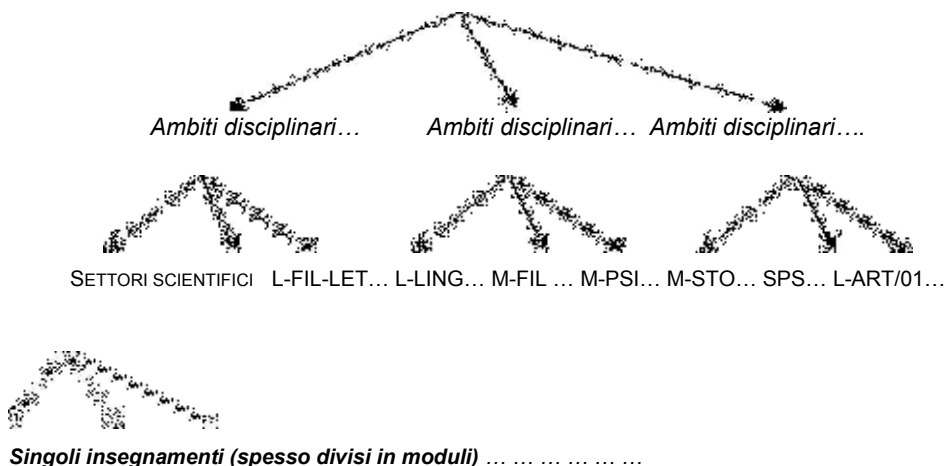 Ambiti disciplinari… Ambiti disciplinari… Ambiti disciplinari….
SETTORI SCIENTIFICI L-FIL-LET… L-LING… M-FIL … M-PSI… M-STO… SPS… L-ART/01…
Singoli insegnamenti (spesso divisi in moduli) … … … … … …